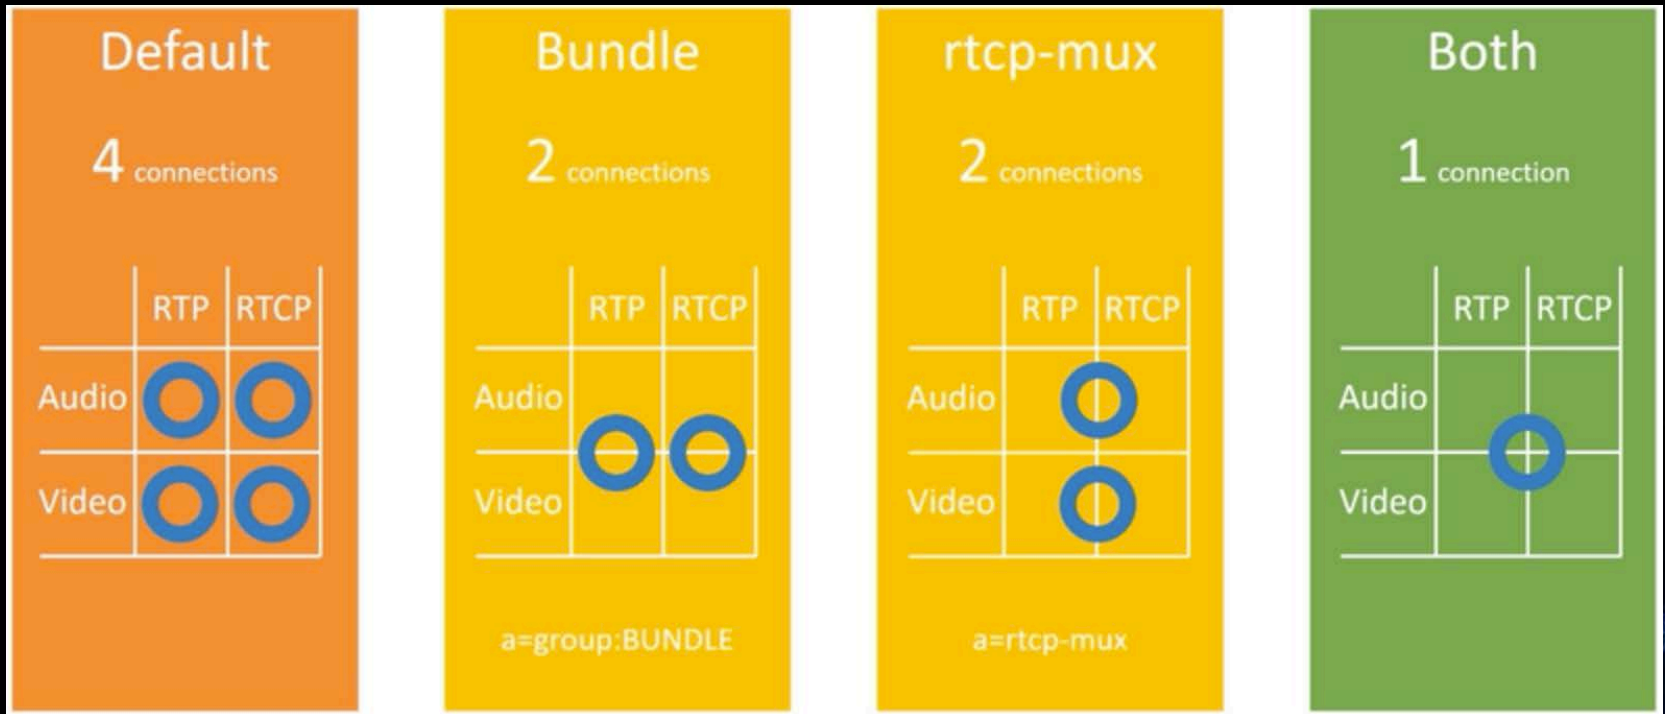 Default
4 connections
RTP RTCP
Audio
Video
Bundle
2 connections
RTP RTCP
Audio
Video
a=group:BUNDLE
rtcp-mux
2 connections
RTP RTCP
Audio
Video
a=rtcp-mux
Both
1 connection
RTP RTCP
Audio
Video